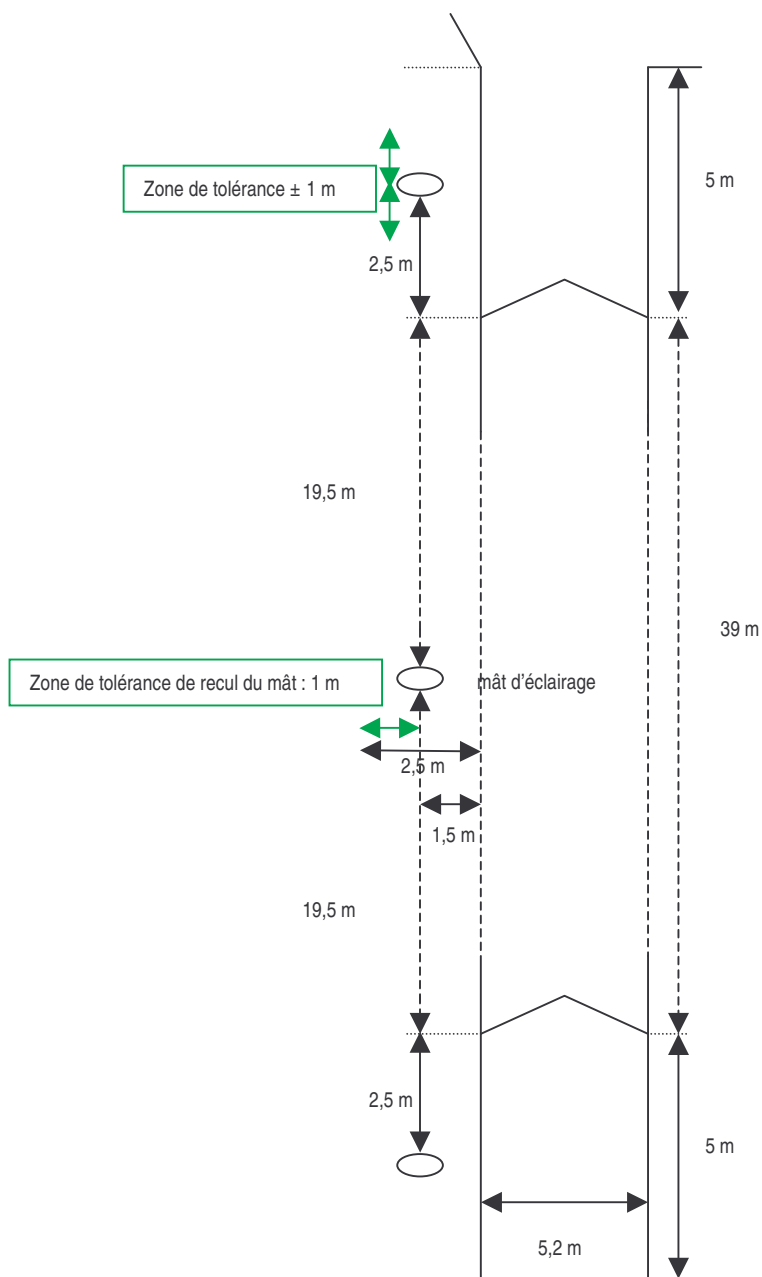 5 m
Zone de tolérance ± 1 m
2,5 m
19,5 m
39 m
Zone de tolérance de recul du mât : 1 m
mât d’éclairage
2,5 m
1,5 m
19,5 m
2,5 m
5 m
5,2 m